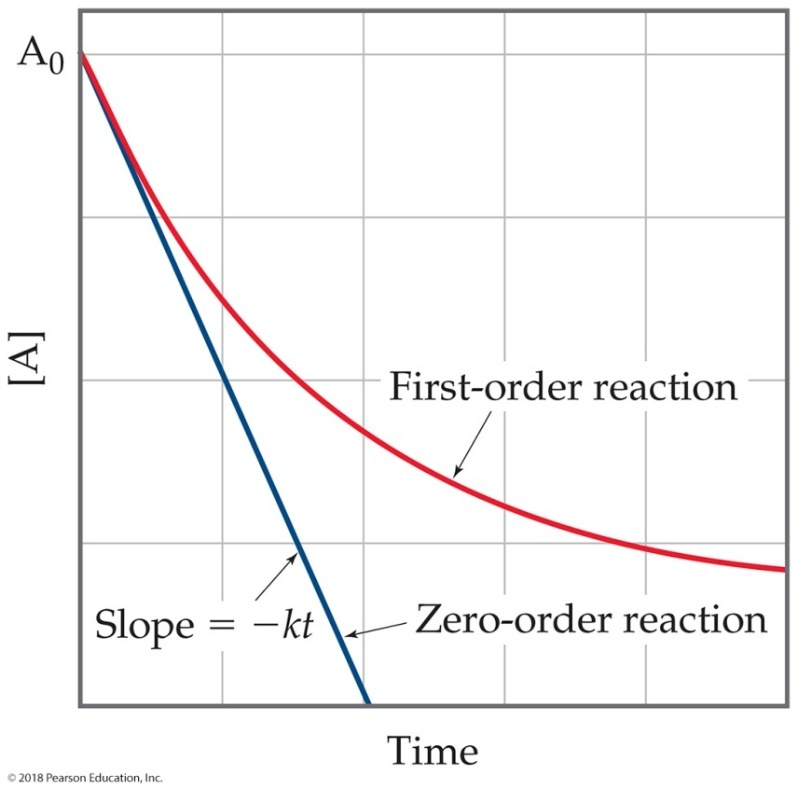 A₀
[A]
First-order reaction
Slope = −kt
Zero-order reaction
Time
© 2018 Pearson Education, Inc.